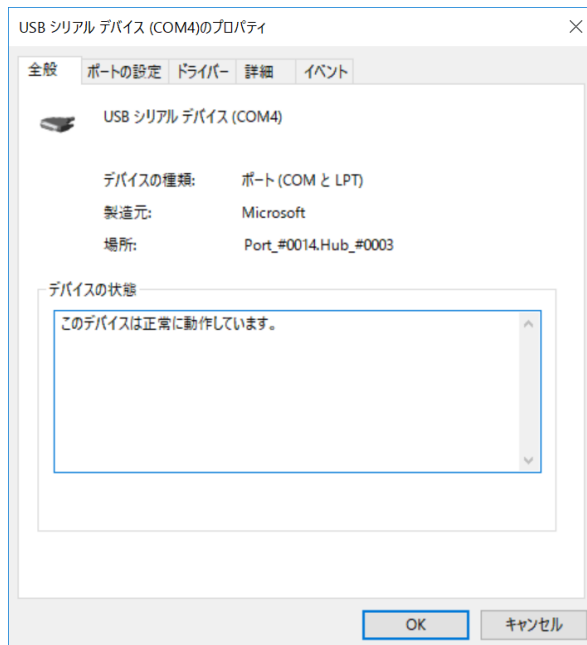 USB シリアル デバイス (COM4)のプロパティ
全般 ポートの設定 ドライバー 詳細 イベント
USB シリアル デバイス (COM4)
デバイスの種類: ポート (COM と LPT)
製造元: Microsoft
場所: Port_#0014.Hub_#0003
デバイスの状態
このデバイスは正常に動作しています。
OK キャンセル